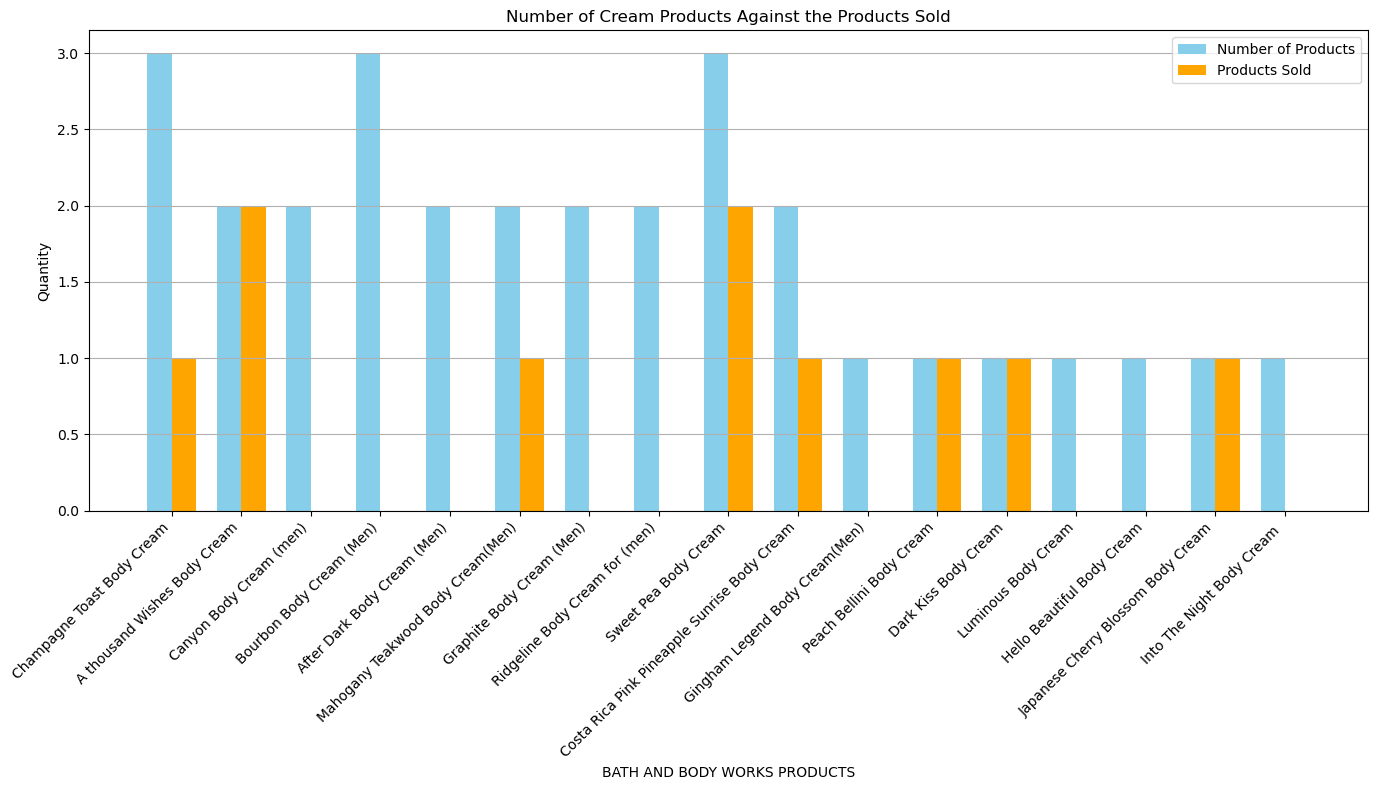 Number of Cream Products Against the Products Sold
Number of Products
Products Sold
Quantity
3.0
2.5
2.0
1.5
1.0
0.5
0.0
Champagne Toast Body Cream
A thousand Wishes Body Cream
Canyon Body Cream (men)
Bourbon Body Cream (Men)
After Dark Body Cream (Men)
Mahogany Teakwood Body Cream(Men)
Graphite Body Cream (Men)
Ridgeline Body Cream for (men)
Sweet Pea Body Cream
Costa Rica Pink Pineapple Sunrise Body Cream
Gingham Legend Body Cream(Men)
Peach Bellini Body Cream
Dark Kiss Body Cream
Luminous Body Cream
Hello Beautiful Body Cream
Japanese Cherry Blossom Body Cream
Into The Night Body Cream
BATH AND BODY WORKS PRODUCTS